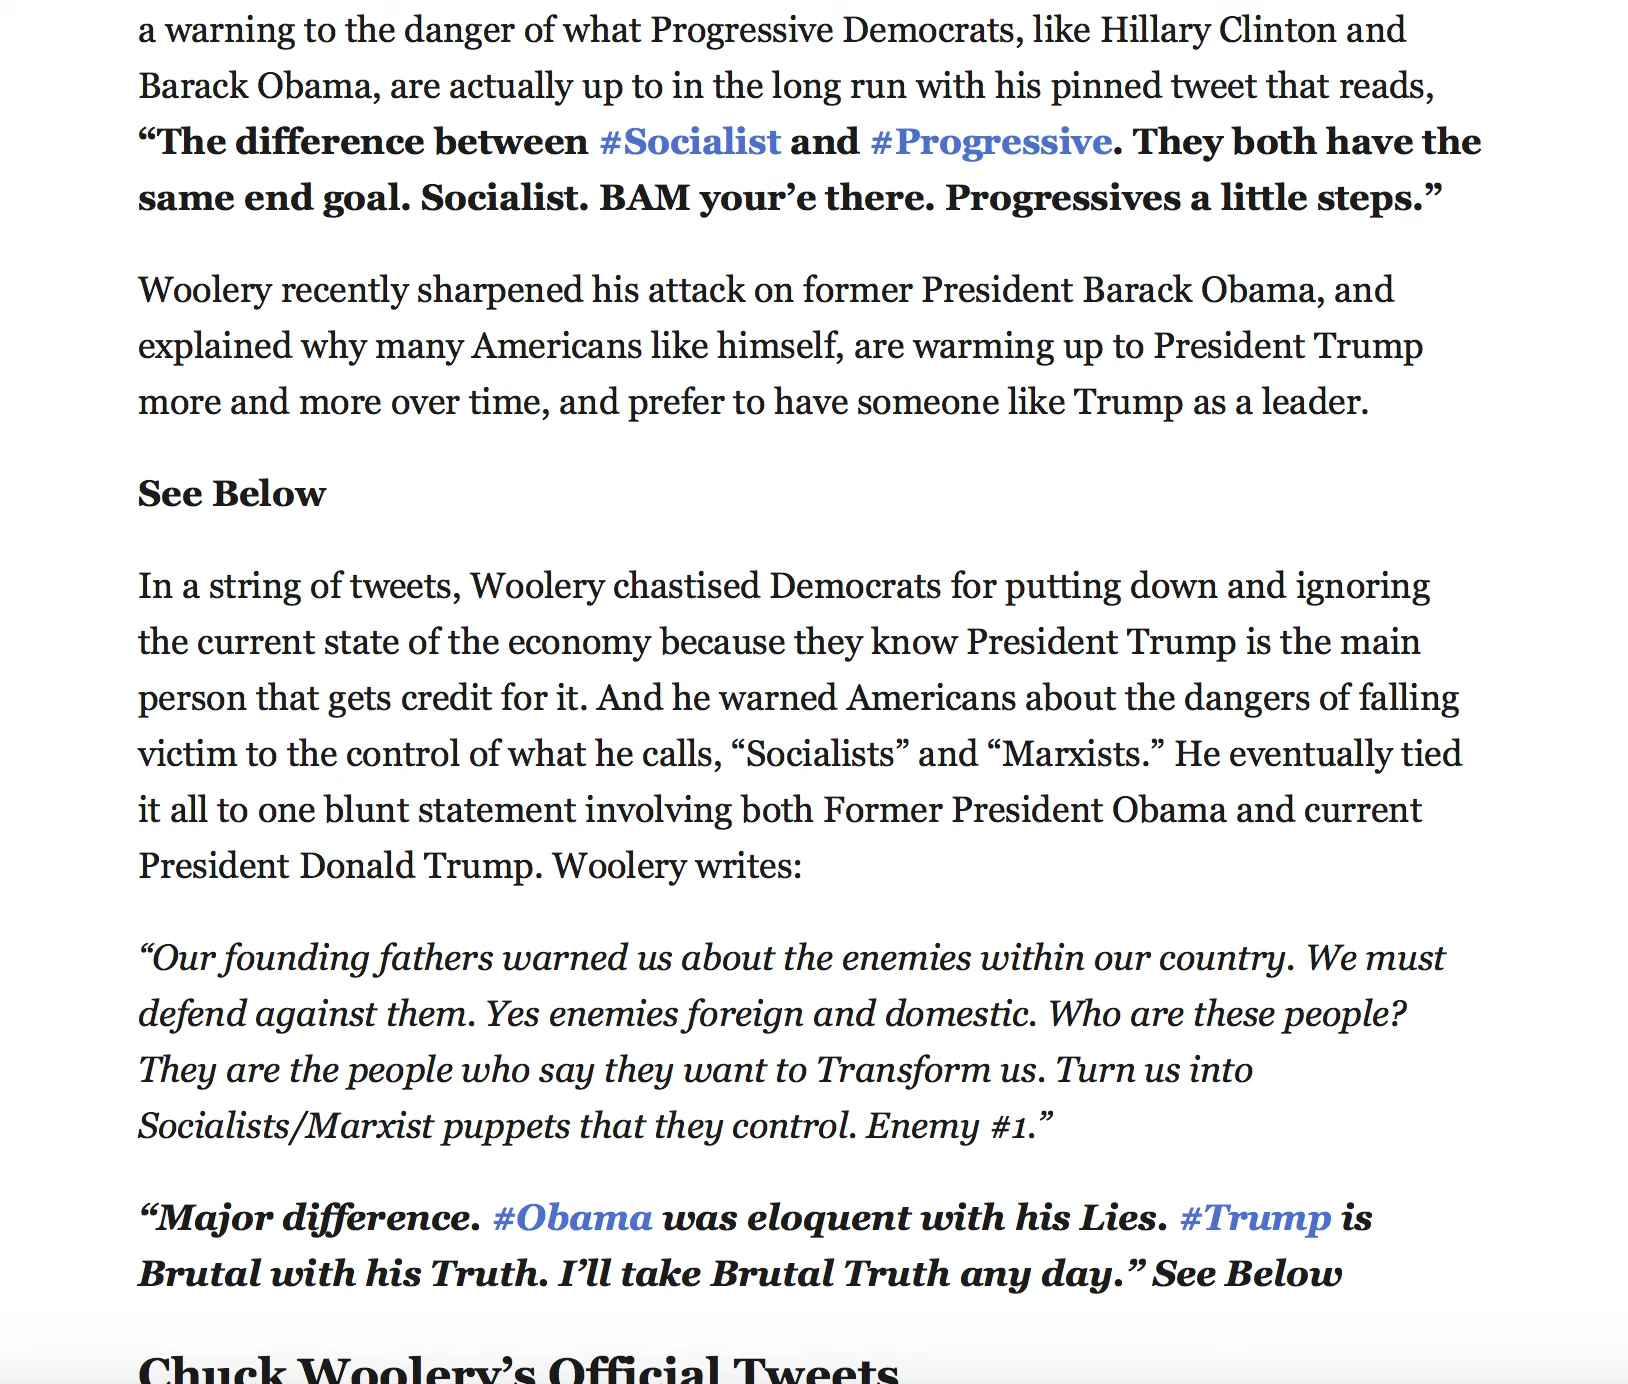 a warning to the danger of what Progressive Democrats, like Hillary Clinton and
Barack Obama, are actually up to in the long run with his pinned tweet that reads,
“The difference between #Socialist and #Progressive. They both have the
same end goal. Socialist. BAM your’e there. Progressives a little steps.”
Woolery recently sharpened his attack on former President Barack Obama, and
explained why many Americans like himself, are warming up to President Trump
more and more over time, and prefer to have someone like Trump as a leader.
See Below
In a string of tweets, Woolery chastised Democrats for putting down and ignoring
the current state of the economy because they know President Trump is the main
person that gets credit for it. And he warned Americans about the dangers of falling
victim to the control of what he calls, “Socialists” and “Marxists.” He eventually tied
it all to one blunt statement involving both Former President Obama and current
President Donald Trump. Woolery writes:
“Our founding fathers warned us about the enemies within our country. We must
defend against them. Yes enemies foreign and domestic. Who are these people?
They are the people who say they want to Transform us. Turn us into
Socialists/Marxist puppets that they control. Enemy #1.”
“Major difference. #Obama was eloquent with his Lies. #Trump is
Brutal with his Truth. I’ll take Brutal Truth any day.” See Below
Chuck Woolery’s Official Tweets